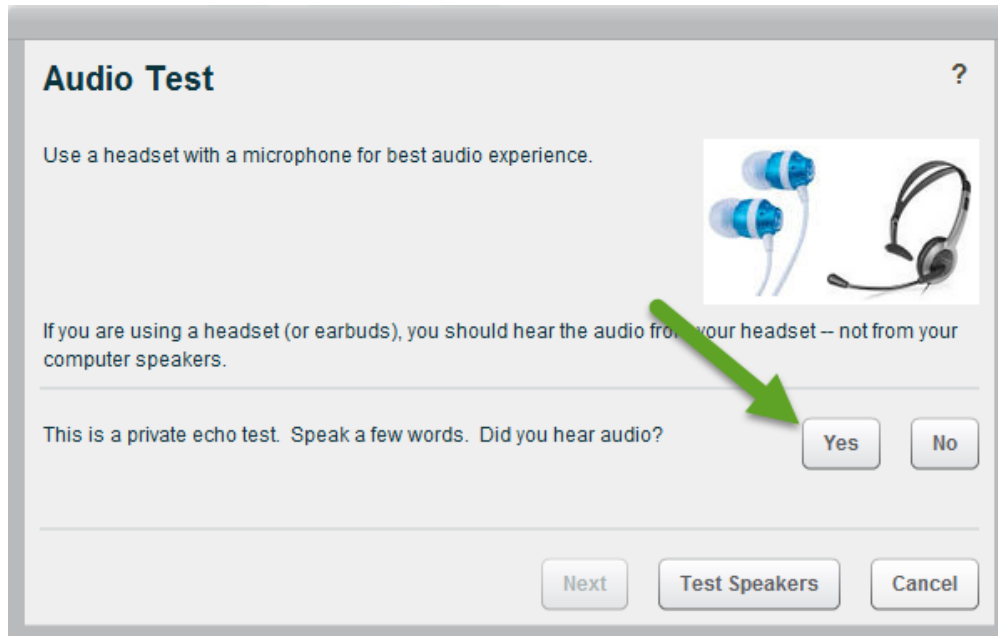 Audio Test
?
Use a headset with a microphone for best audio experience.
If you are using a headset (or earbuds), you should hear the audio from your headset -- not from your
computer speakers.
This is a private echo test.  Speak a few words.  Did you hear audio?
Yes
No
Next
Test Speakers
Cancel